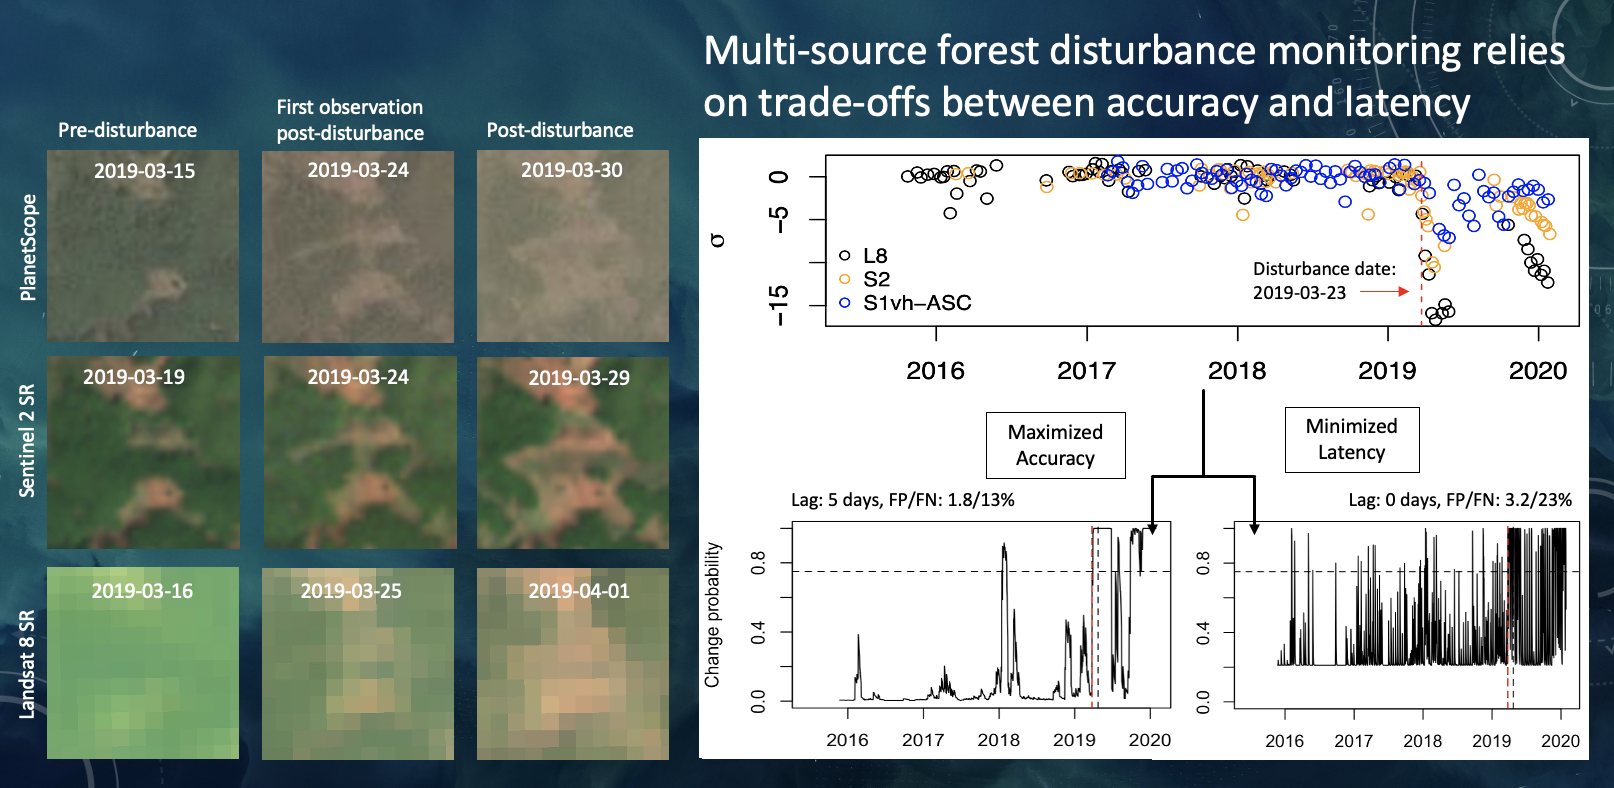 Multi-source forest disturbance monitoring relies
on trade-offs between accuracy and latency
Pre-disturbance
First observation
post-disturbance
Post-disturbance
PlanetScope
2019-03-15
2019-03-24
2019-03-30
Sentinel 2 SR
2019-03-19
2019-03-24
2019-03-29
Landsat 8 SR
2019-03-16
2019-03-25
2019-04-01
σ
0
−5
−15
L8
S2
S1vh−ASC
Disturbance date:
2019-03-23
2016 2017 2018 2019 2020
Maximized
Accuracy
Minimized
Latency
Lag: 5 days, FP/FN: 1.8/13%
Change probability
0.8
0.4
0.0
2016 2017 2018 2019 2020
Lag: 0 days, FP/FN: 3.2/23%
0.8
0.4
0.0
2016 2017 2018 2019 2020